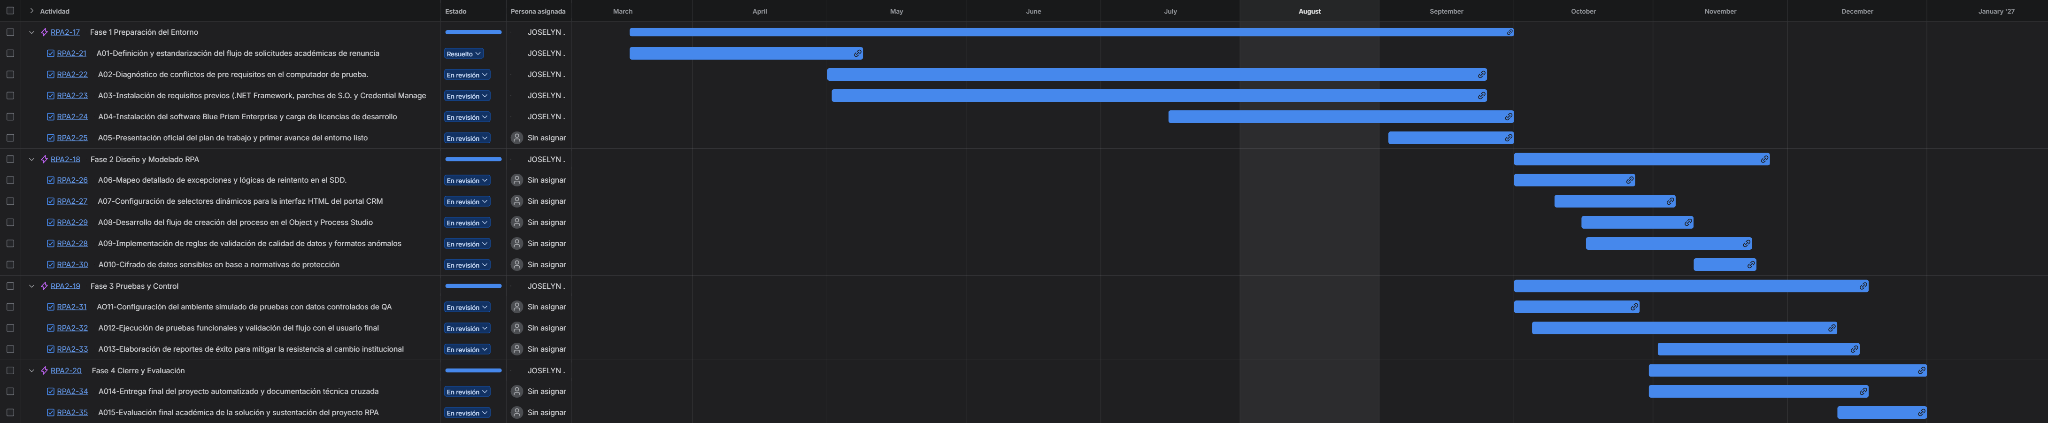 Actividad Estado Persona asignada March April May June July August September October November December January '27
RPA2-17 Fase 1 Preparación del Entorno JOSELYN .
RPA2-21 A01-Definición y estandarización del flujo de solicitudes académicas de renuncia Resuelto JOSELYN .
RPA2-22 A02-Diagnóstico de conflictos de pre requisitos en el computador de prueba. En revisión JOSELYN .
RPA2-23 A03-Instalación de requisitos previos (.NET Framework, parches de S.O. y Credential Manage En revisión JOSELYN .
RPA2-24 A04-Instalación del software Blue Prism Enterprise y carga de licencias de desarrollo En revisión JOSELYN .
RPA2-25 A05-Presentación oficial del plan de trabajo y primer avance del entorno listo En revisión Sin asignar
RPA2-18 Fase 2 Diseño y Modelado RPA JOSELYN .
RPA2-26 A06-Mapeo detallado de excepciones y lógicas de reintento en el SDD. En revisión Sin asignar
RPA2-27 A07-Configuración de selectores dinámicos para la interfaz HTML del portal CRM En revisión Sin asignar
RPA2-29 A08-Desarrollo del flujo de creación del proceso en el Object y Process Studio En revisión Sin asignar
RPA2-28 A09-Implementación de reglas de validación de calidad de datos y formatos anómalos En revisión Sin asignar
RPA2-30 A010-Cifrado de datos sensibles en base a normativas de protección En revisión Sin asignar
RPA2-19 Fase 3 Pruebas y Control JOSELYN .
RPA2-31 AO11-Configuración del ambiente simulado de pruebas con datos controlados de QA En revisión Sin asignar
RPA2-32 A012-Ejecución de pruebas funcionales y validación del flujo con el usuario final En revisión Sin asignar
RPA2-33 A013-Elaboración de reportes de éxito para mitigar la resistencia al cambio institucional En revisión Sin asignar
RPA2-20 Fase 4 Cierre y Evaluación JOSELYN .
RPA2-34 A014-Entrega final del proyecto automatizado y documentación técnica cruzada En revisión Sin asignar
RPA2-35 A015-Evaluación final académica de la solución y sustentación del proyecto RPA En revisión Sin asignar